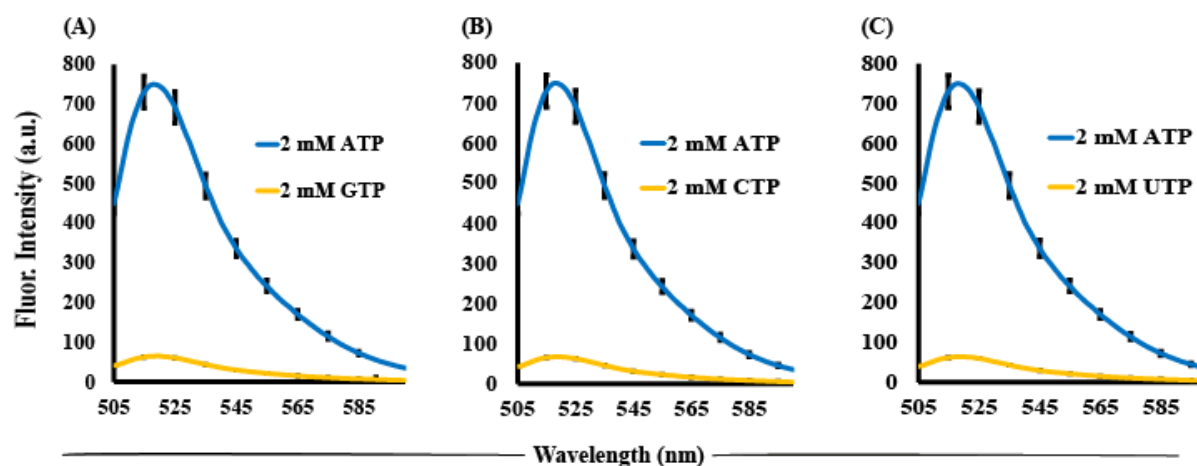 (A)
(B)
(C)
Fluor. Intensity (a.u.)
800
700
600
500
400
300
200
100
0
2 mM ATP
2 mM GTP
505 525 545 565 585
800
700
600
500
400
300
200
100
0
2 mM ATP
2 mM CTP
505 525 545 565 585
800
700
600
500
400
300
200
100
0
2 mM ATP
2 mM UTP
505 525 545 565 585
Wavelength (nm)